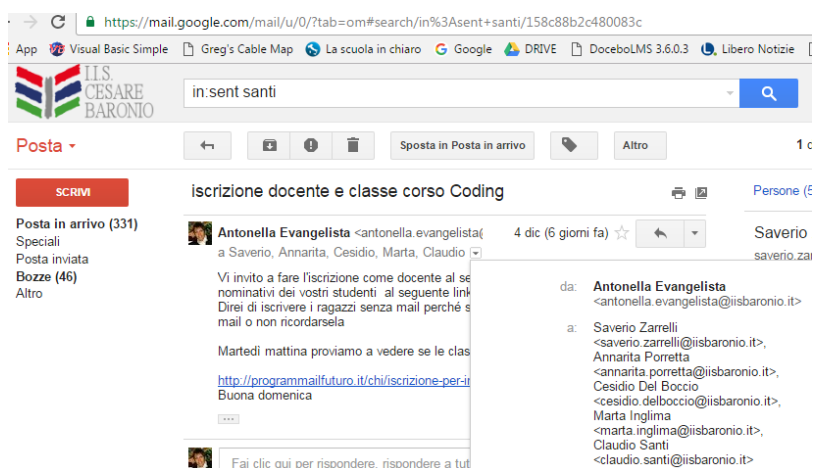 https://mail.google.com/mail/u/0/?tab=om#search/in%3Asent+santi/158c88b2c480083c
App Visual Basic Simple Greg's Cable Map La scuola in chiaro Google DRIVE DoceboLMS 3.6.0.3 Libero Notizie
I.I.S.
CESARE
BARONIO
in:sent santi
Posta
Sposta in Posta in arrivo
Altro
1
SCRIVI
iscrizione docente e classe corso Coding
Persone (5
Posta in arrivo (331)
Speciali
Posta inviata
Bozze (46)
Altro
Antonella Evangelista <antonella.evangelista( 4 dic (6 giorni fa)
a Saverio, Annarita, Cesidio, Marta, Claudio
Saverio
saverio.zar
Vi invito a fare l'iscrizione come docente al se
nominativi dei vostri studenti al seguente link
Direi di iscrivere i ragazzi senza mail perché s
mail o non ricordarsela
Martedì mattina proviamo a vedere se le clas
http://programmailfuturo.it/chi/iscrizione-per-i
Buona domenica
da: Antonella Evangelista
<antonella.evangelista@iisbaronio.it>
a: Saverio Zarrelli
<saverio.zarrelli@iisbaronio.it>,
Annarita Porretta
<annarita.porretta@iisbaronio.it>,
Cesidio Del Boccio
<cesidio.delboccio@iisbaronio.it>,
Marta Inglima
<marta.inglima@iisbaronio.it>,
Claudio Santi
<claudio.santi@iisbaronio.it>
Fai clic qui per rispondere, rispondere a tut